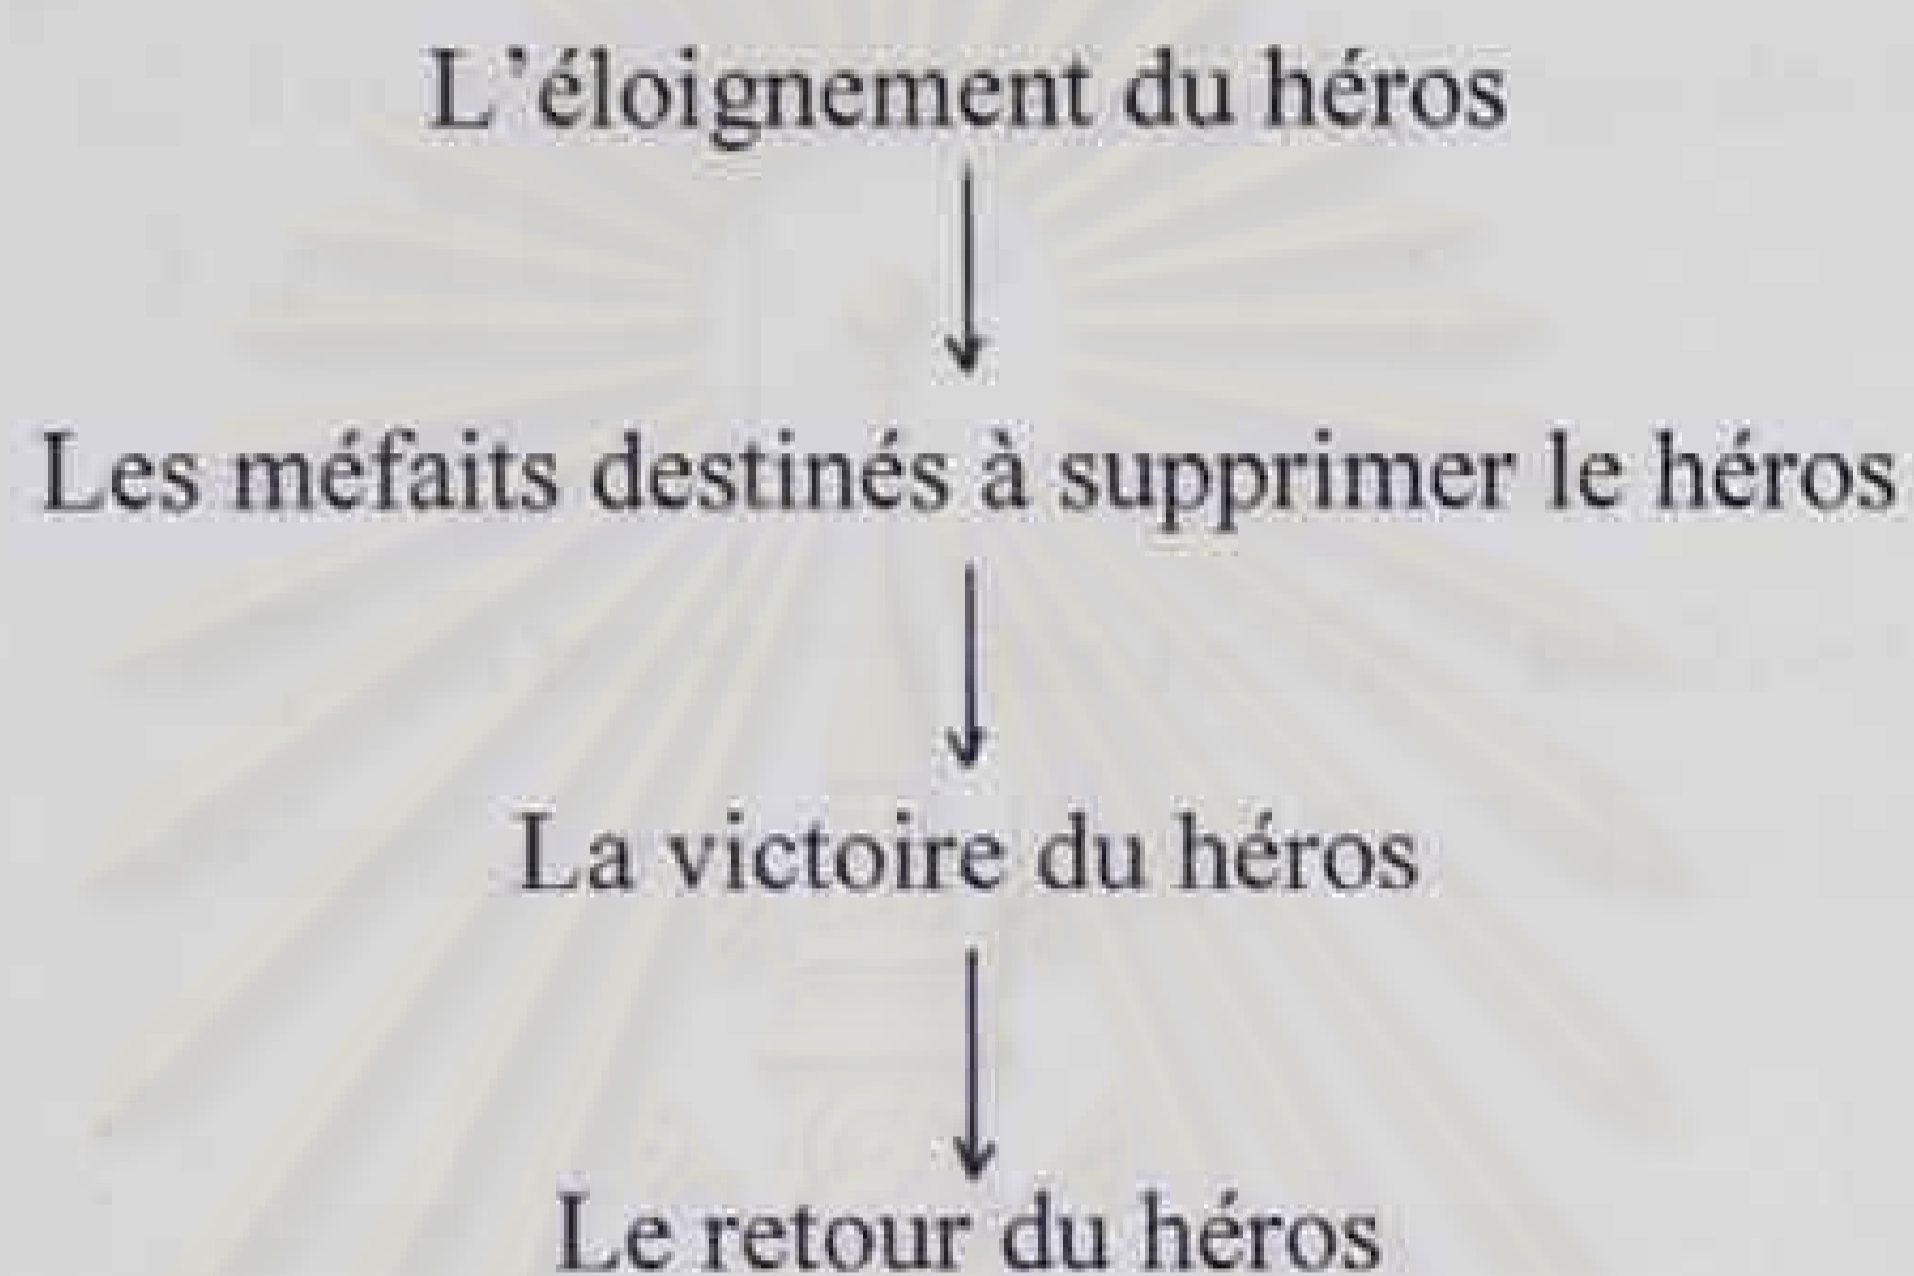 L'éloignement du héros
Les méfaits destinés à supprimer le héros
La victoire du héros
Le retour du héros